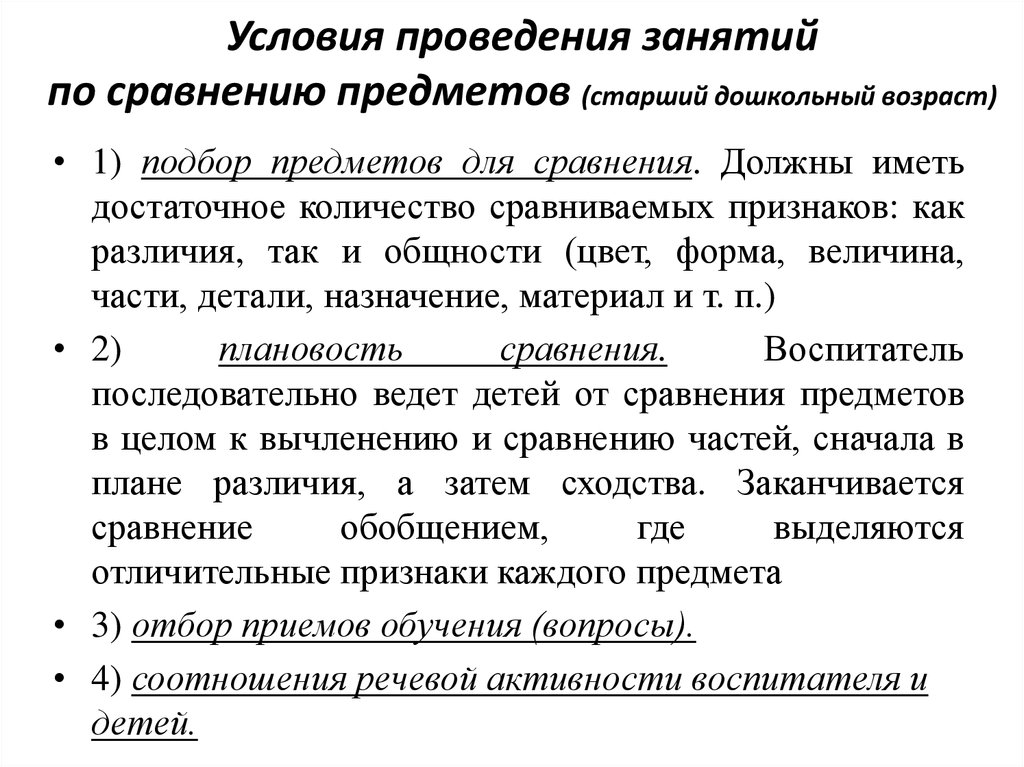 Условия проведения занятий
по сравнению предметов (старший дошкольный возраст)
• 1) подбор предметов для сравнения. Должны иметь
достаточное количество сравниваемых признаков: как
различия, так и общности (цвет, форма, величина,
части, детали, назначение, материал и т. п.)
• 2) плановость сравнения. Воспитатель
последовательно ведет детей от сравнения предметов
в целом к вычленению и сравнению частей, сначала в
плане различия, а затем сходства. Заканчивается
сравнение обобщением, где выделяются
отличительные признаки каждого предмета
• 3) отбор приемов обучения (вопросы).
• 4) соотношения речевой активности воспитателя и
детей.